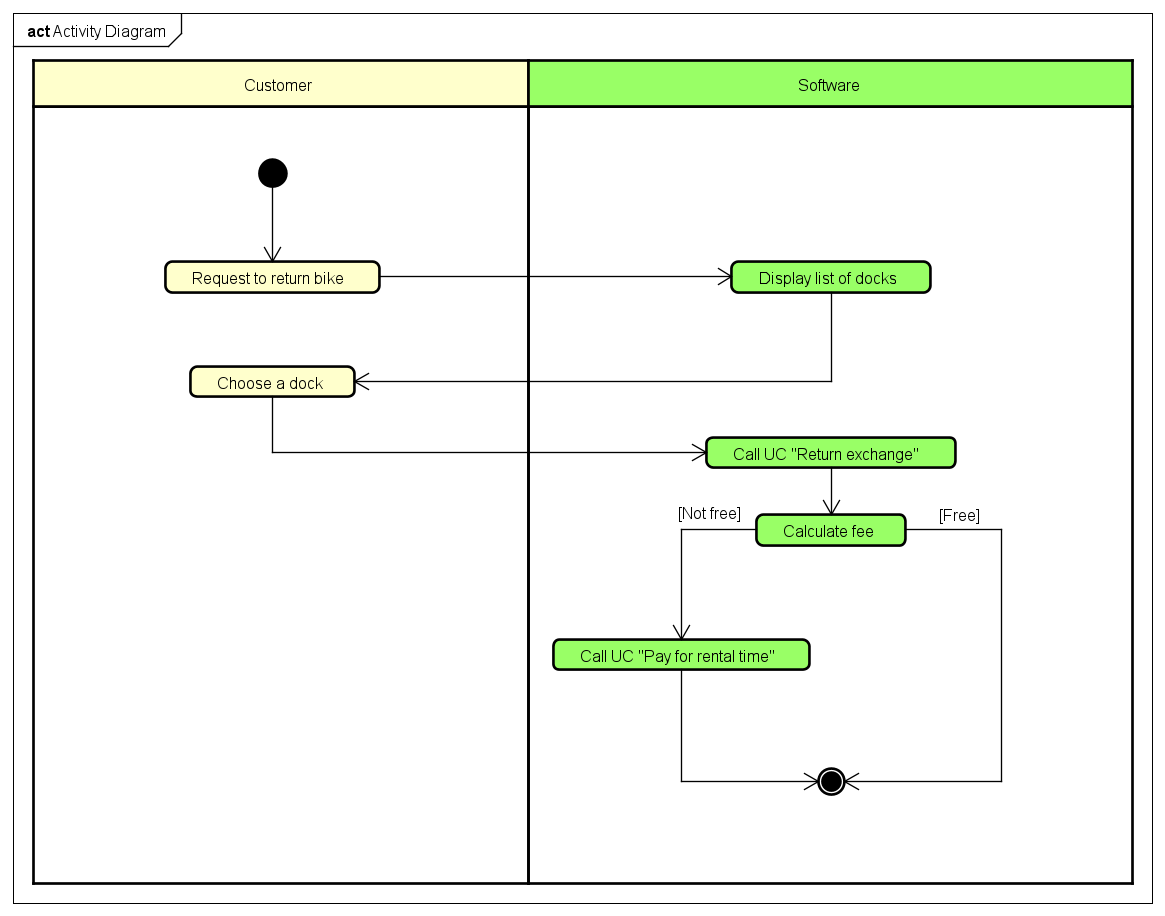 act Activity Diagram
Customer
Software
Request to return bike
Display list of docks
Choose a dock
Call UC "Return exchange"
[Not free]
Calculate fee
[Free]
Call UC "Pay for rental time"